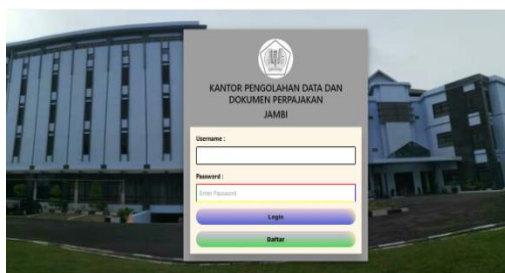 KANTOR PENGOLAHAN DATA DAN
DOKUMEN PERPAJAKAN
JAMBI
Username :
Password :
Enter Password
Login
Daftar